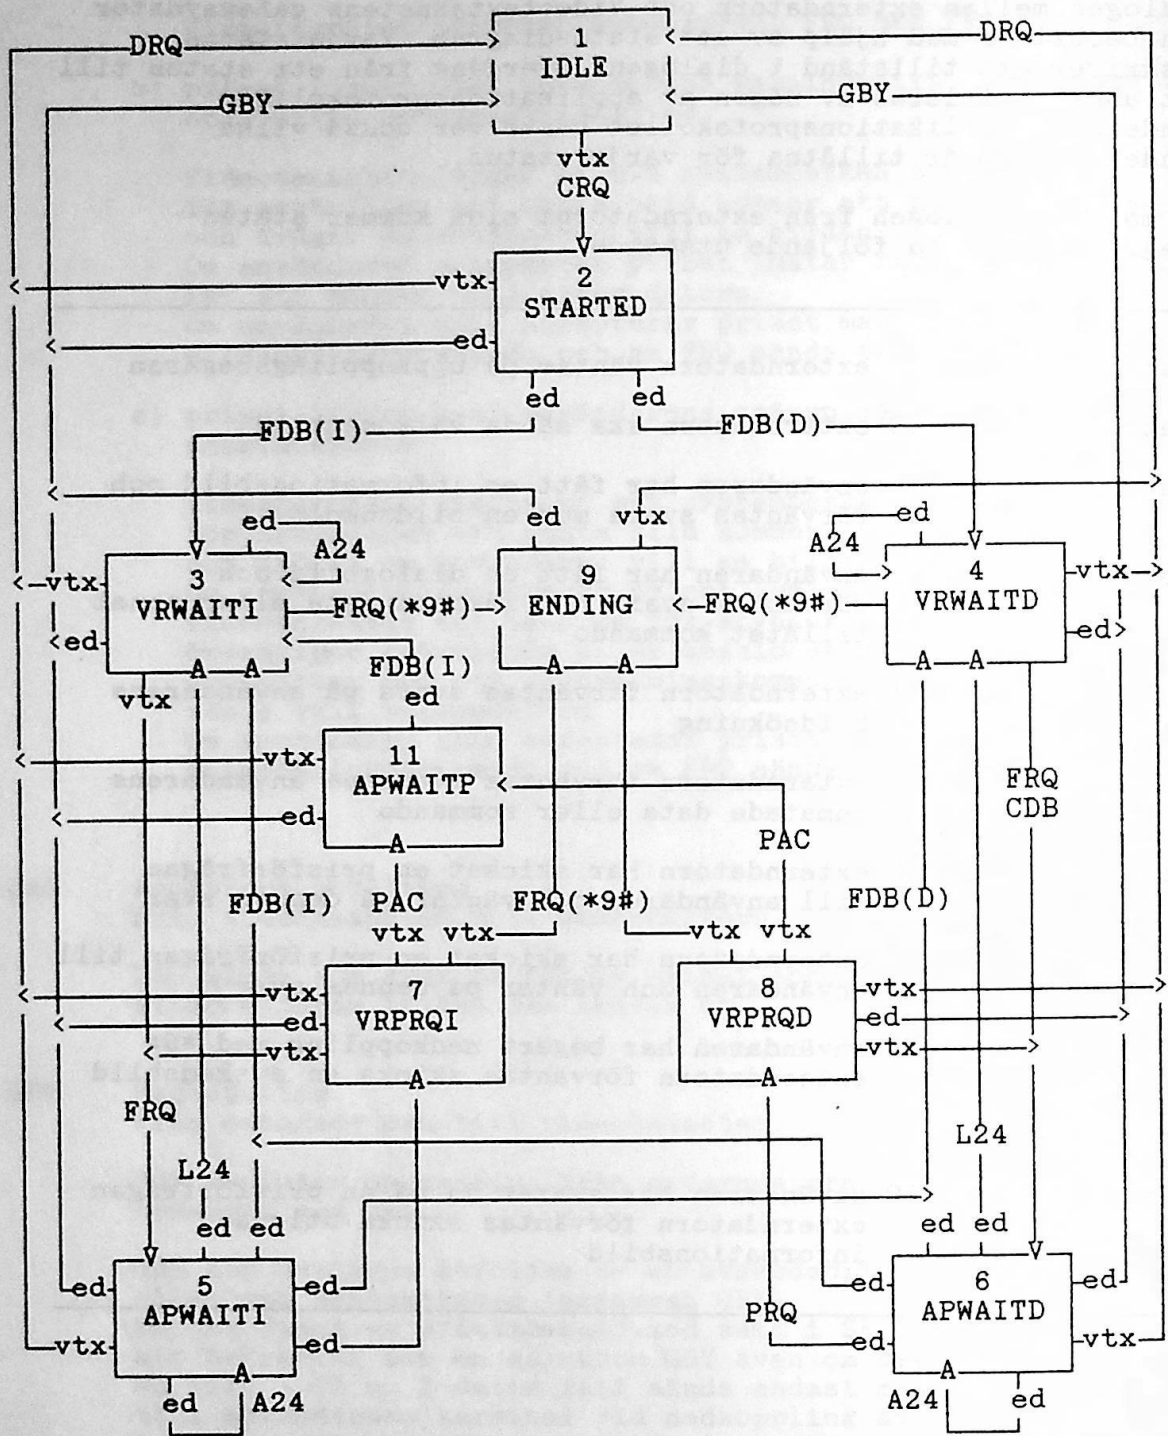 1
DRQ DRQ
IDLE
GBY GBY
vtx
CRQ
2
vtx
STARTED
ed
ed ed
FDB(I) FDB(D)
ed ed vtx ed
A24 A24
3 9 4
vtx vtx
VRWAITI FRQ(*9#) ENDING FRQ(*9#) VRWAITD
ed ed
A A FDB(I) A A A A
vtx ed
vtx 11
APWAITP FRQ
ed CDB
A PAC
FDB(I) PAC FRQ(*9#) FDB(D)
vtx vtx vtx vtx
vtx 7 8 vtx
ed VRPRQI VRPRQD ed
vtx vtx
A A
FRQ
L24
L24
ed ed ed ed
V V
ed 5 ed ed 6 ed
APWAITI PRQ APWAITD
vtx ed ed vtx
A A
ed A24 A24 ed